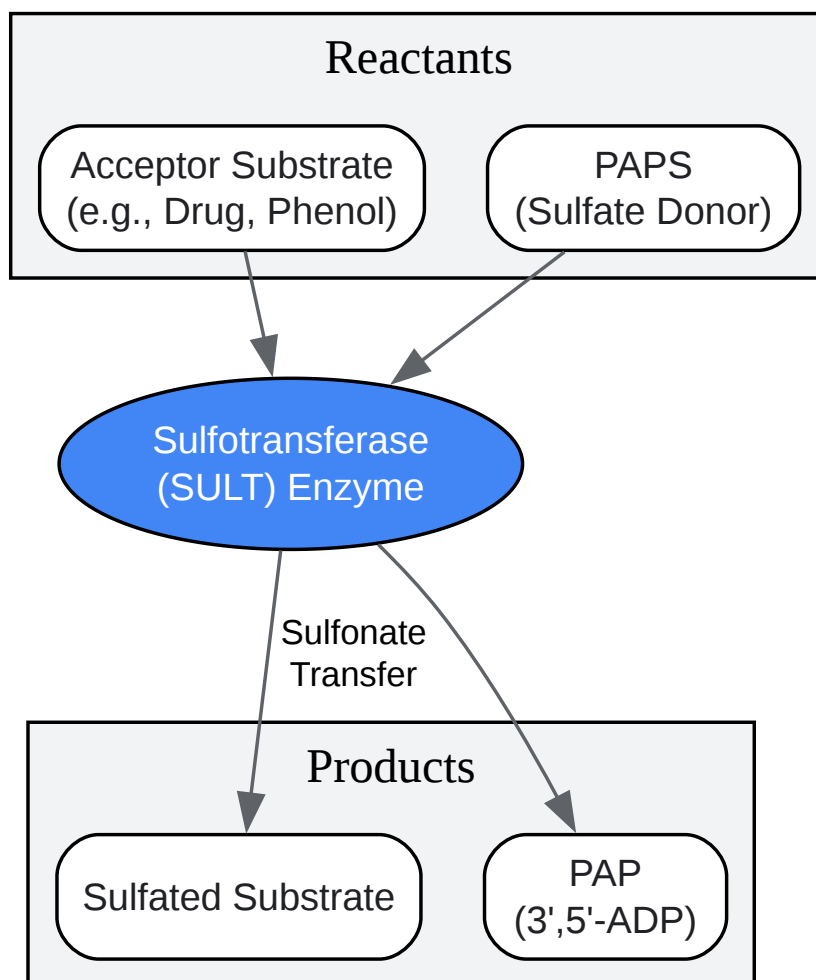 Reactants
Acceptor Substrate
(e.g., Drug, Phenol)
PAPS
(Sulfate Donor)
Sulfotransferase
(SULT) Enzyme
Sulfonate
Transfer
Products
Sulfated Substrate
PAP
(3',5'-ADP)